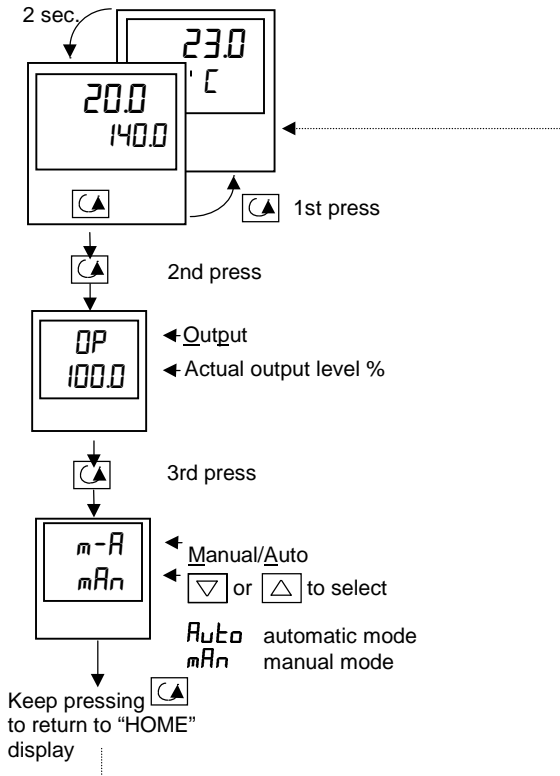 2 sec.
23.0
' C
20.0
140.0
1st press
2nd press
OP
100.0
Output
Actual output level %
3rd press
m-A
mAn
Manual/Auto
or to select
Auto automatic mode
mAn manual mode
Keep pressing
to return to “HOME”
display